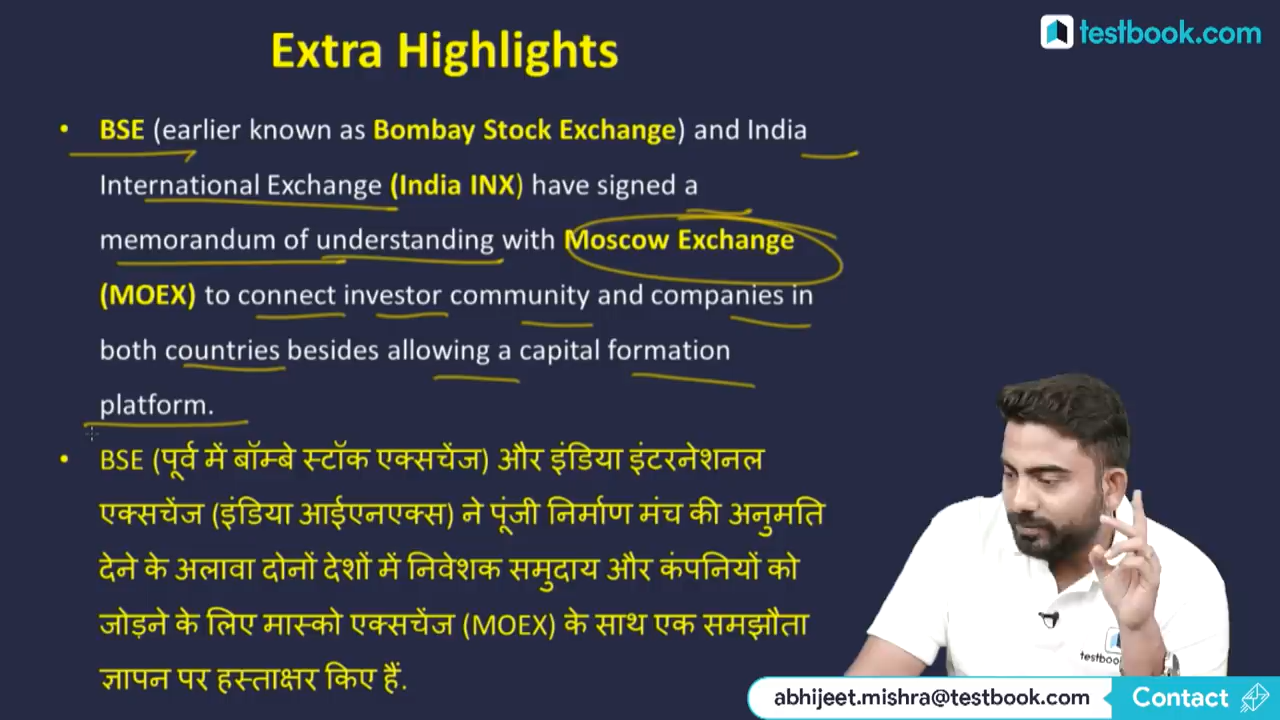 Extra Highlights
testbook.com
• BSE (earlier known as Bombay Stock Exchange) and India
International Exchange (India INX) have signed a
memorandum of understanding with Moscow Exchange
(MOEX) to connect investor community and companies in
both countries besides allowing a capital formation
platform.
• BSE (पूर्व में बॉम्बे स्टॉक एक्सचेंज) और इंडिया इंटरनेशनल
एक्सचेंज (इंडिया आईएनएक्स) ने पूंजी निर्माण मंच की अनुमति
देने के अलावा दोनों देशों में निवेशक समुदाय और कंपनियों को
जोड़ने के लिए मास्को एक्सचेंज (MOEX) के साथ एक समझौता
ज्ञापन पर हस्ताक्षर किए हैं.
testboo
abhijeet.mishra@testbook.com
Contact